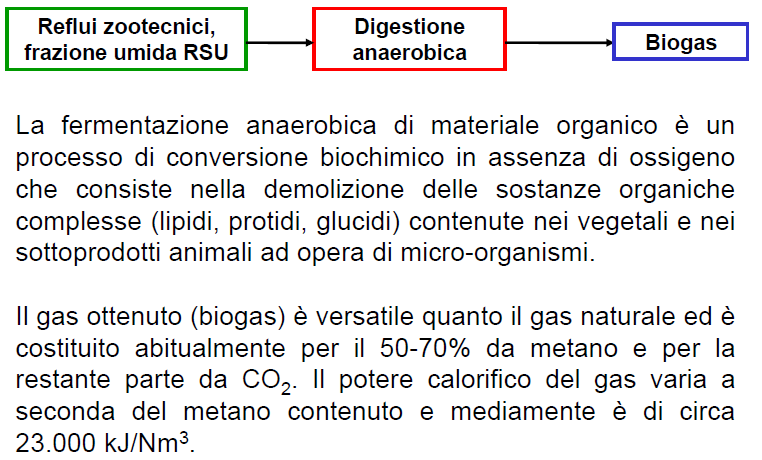 Reflui zootecnici,
frazione umida RSU
Digestione
anaerobica
Biogas
La fermentazione anaerobica di materiale organico è un
processo di conversione biochimico in assenza di ossigeno
che consiste nella demolizione delle sostanze organiche
complesse (lipidi, protidi, glucidi) contenute nei vegetali e nei
sottoprodotti animali ad opera di micro-organismi.
Il gas ottenuto (biogas) è versatile quanto il gas naturale ed è
costituito abitualmente per il 50-70% da metano e per la
restante parte da CO₂. Il potere calorifico del gas varia a
seconda del metano contenuto e mediamente è di circa
23.000 kJ/Nm³.